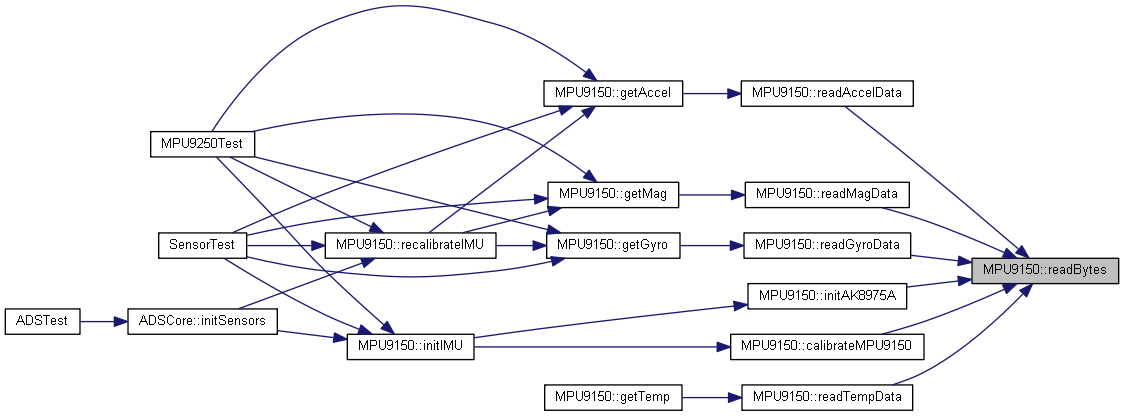 MPU9150::getAccel
MPU9150::readAccelData
MPU9250Test
MPU9150::getMag
MPU9150::readMagData
SensorTest
MPU9150::recalibrateIMU
MPU9150::getGyro
MPU9150::readGyroData
MPU9150::readBytes
MPU9150::initAK8975A
ADSTest
ADSCore::initSensors
MPU9150::initIMU
MPU9150::calibrateMPU9150
MPU9150::getTemp
MPU9150::readTempData